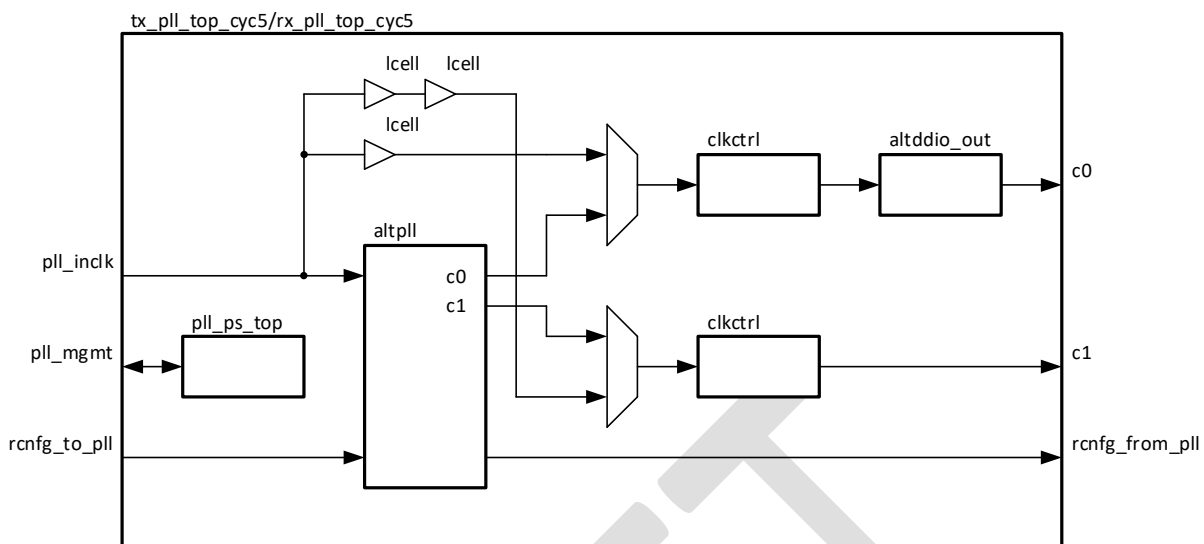 tx_pll_top_cyc5/rx_pll_top_cyc5
lcell
lcell
lcell
clkctrl
altddio_out
c0
altpll
pll_inclk
c0
c1
pll_ps_top
clkctrl
pll_mgmt
c1
rcnfg_to_pll
rcnfg_from_pll